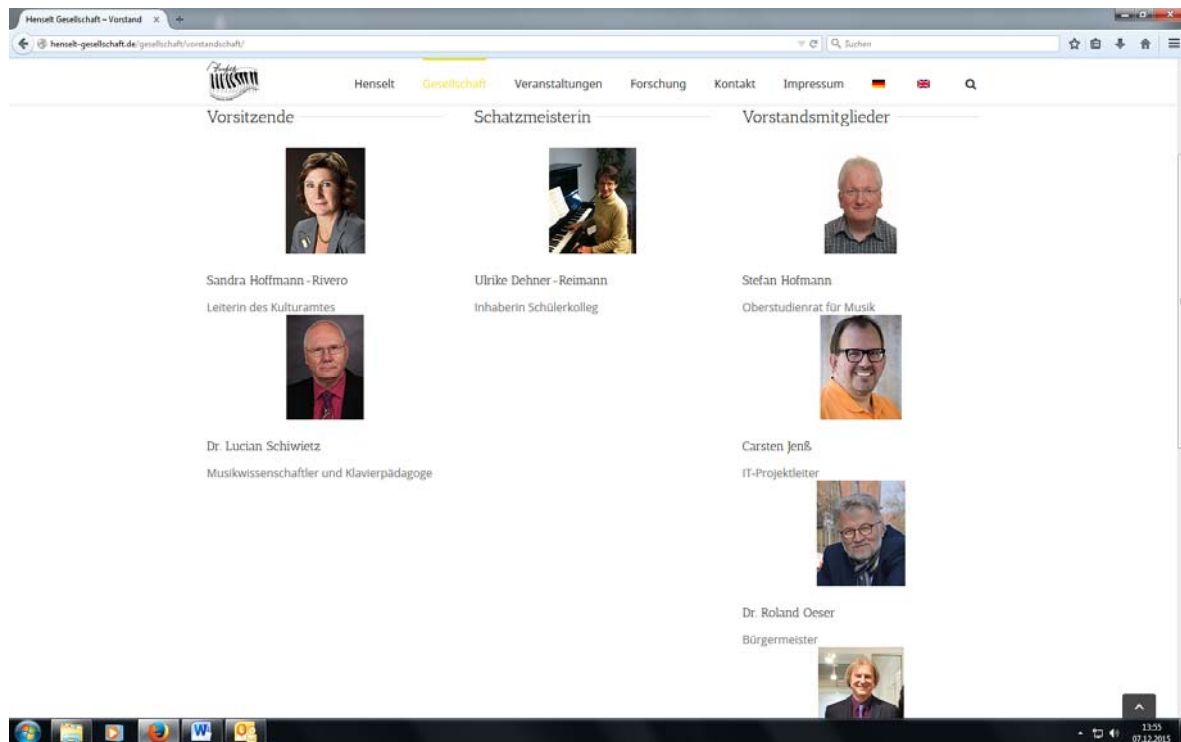 Henselt Gesellschaft – Vorstand
henselt-gesellschaft.de/gesellschaft/vorstandschaft/
Suchen
Henselt Gesellschaft Veranstaltungen Forschung Kontakt Impressum
Vorsitzende Schatzmeisterin Vorstandsmitglieder
Sandra Hoffmann-Rivero Ulrike Dehner-Reimann Stefan Hofmann
Leiterin des Kulturamtes Inhaberin Schülerkolleg Oberstudienrat für Musik
Dr. Lucian Schiwietz Carsten Jenß
Musikwissenschaftler und Klavierpädagoge IT-Projektleiter
Dr. Roland Oeser
Bürgermeister
13:55
07.12.2015